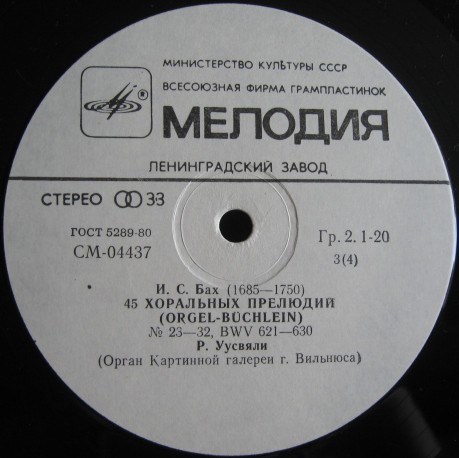 МИНИСТЕРСТВО КУЛЬТУРЫ СССР
ВСЕСОЮЗНАЯ ФИРМА ГРАМПЛАСТИНОК
®
МЕЛОДИЯ
ЛЕНИНГРАДСКИЙ ЗАВОД
СТЕРЕО 33
ГОСТ 5289-80
СМ-04437
Гр. 2. 1-20
3(4)
И. С. Бах (1685—1750)
45 ХОРАЛЬНЫХ ПРЕЛЮДИЙ
(ORGEL-BÜCHLEIN)
№ 23—32, BWV 621—630
Р. Уусвяли
(Орган Картинной галереи г. Вильнюса)